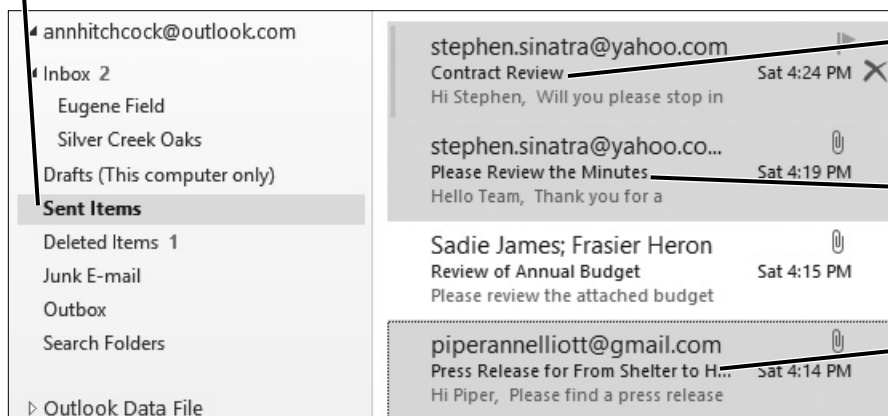 annhitchcock@outlook.com
Inbox 2
Eugene Field
Silver Creek Oaks
Drafts (This computer only)
Sent Items
Deleted Items 1
Junk E-mail
Outbox
Search Folders
Outlook Data File
stephen.sinatra@yahoo.com
Contract Review Sat 4:24 PM
Hi Stephen, Will you please stop in
stephen.sinatra@yahoo.co...
Please Review the Minutes Sat 4:19 PM
Hello Team, Thank you for a
Sadie James; Frasier Heron
Review of Annual Budget Sat 4:15 PM
Please review the attached budget
piperannelliott@gmail.com
Press Release for From Shelter to H... Sat 4:14 PM
Hi Piper, Please find a press release